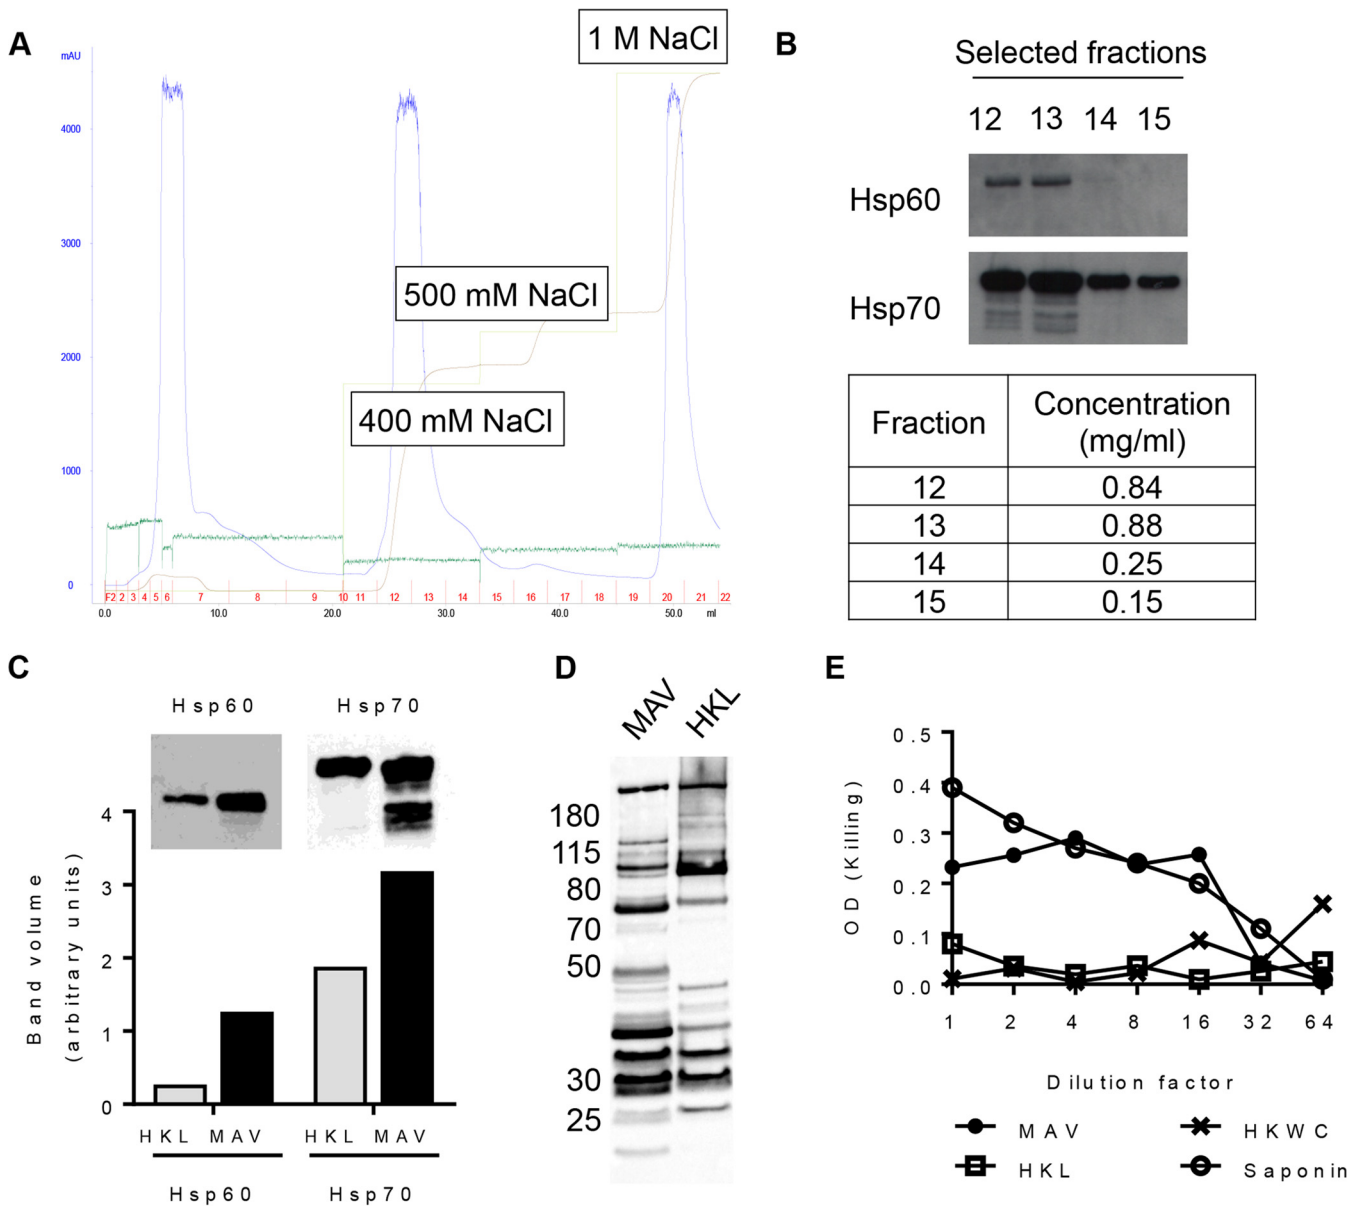 A
mAU
4000
3000
2000
1000
0
1 M NaCl
500 mM NaCl
400 mM NaCl
F2 2 3 4 5 6 7 8 9 10 11 12 13 14 15 16 17 18 19 20 21 22
0.0 10.0 20.0 30.0 40.0 50.0 ml
B
Selected fractions
12 13 14 15
Hsp60
Hsp70
Fraction Concentration (mg/ml)
12 0.84
13 0.88
14 0.25
15 0.15
C
Hsp60 Hsp70
Band volume
(arbitrary units)
4
3
2
1
0
HKL MAV HKL MAV
Hsp60 Hsp70
D
MAV HKL
180
115
80
70
50
30
25
E
OD (Killing)
0.5
0.4
0.3
0.2
0.1
0.0
1 2 4 8 16 32 64
Dilution factor
MAV HKWC
HKL Saponin